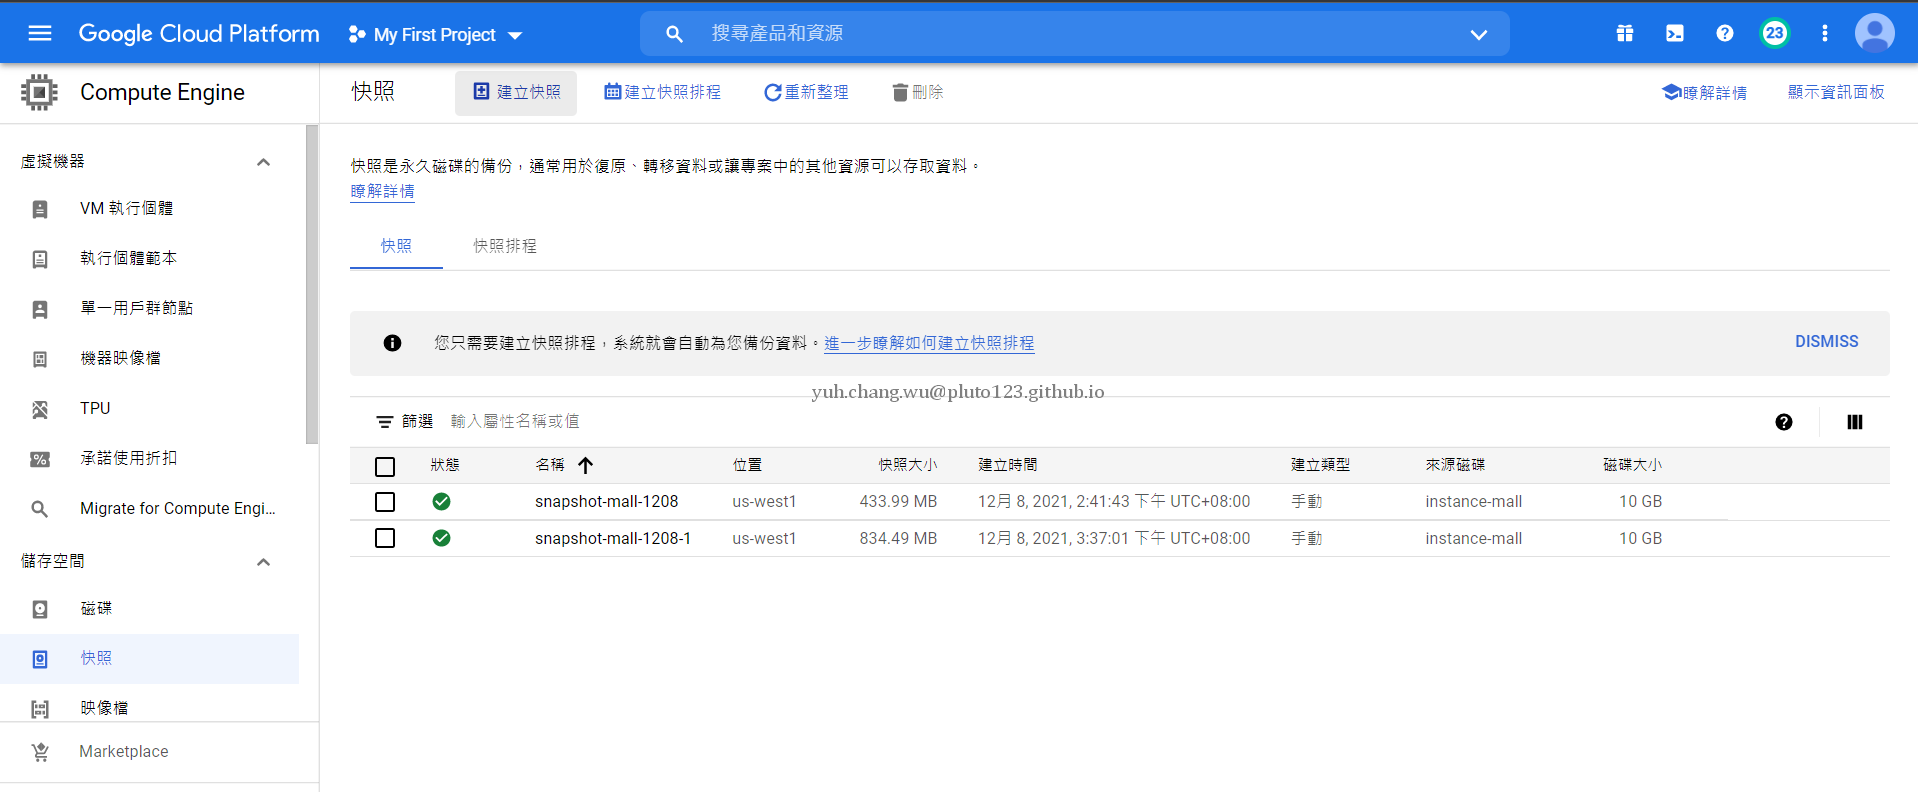 Google Cloud Platform
My First Project
搜尋產品和資源
23
Compute Engine
快照
建立快照
建立快照排程
重新整理
刪除
瞭解詳情
顯示資訊面板
虛擬機器
VM 執行個體
執行個體範本
單一用戶群節點
機器映像檔
TPU
承諾使用折扣
Migrate for Compute Engi...
儲存空間
磁碟
快照
映像檔
Marketplace
快照是永久磁碟的備份，通常用於復原、轉移資料或讓專案中的其他資源可以存取資料。
瞭解詳情
快照
快照排程
您只需要建立快照排程，系統就會自動為您備份資料。進一步瞭解如何建立快照排程
DISMISS
yuh.chang.wu@pluto123.github.io
篩選 輸入屬性名稱或值
狀態 名稱 位置 快照大小 建立時間 建立類型 來源磁碟 磁碟大小
snapshot-mall-1208 us-west1 433.99 MB 12月 8, 2021, 2:41:43 下午 UTC+08:00 手動 instance-mall 10 GB
snapshot-mall-1208-1 us-west1 834.49 MB 12月 8, 2021, 3:37:01 下午 UTC+08:00 手動 instance-mall 10 GB